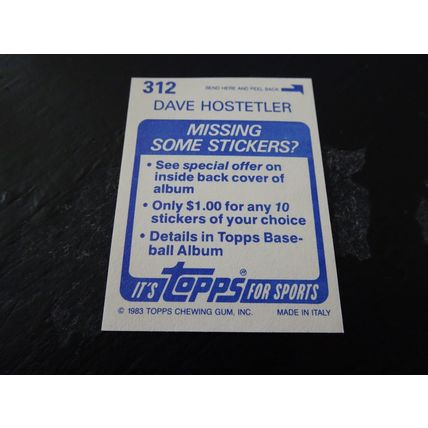 312 BEND HERE AND PEEL BACK
DAVE HOSTETLER
MISSING
SOME STICKERS?
• See special offer on
inside back cover of
album
• Only $1.00 for any 10
stickers of your choice
• Details in Topps Base-
ball Album
IT'S Topps® FOR SPORTS
© 1983 TOPPS CHEWING GUM, INC. MADE IN ITALY